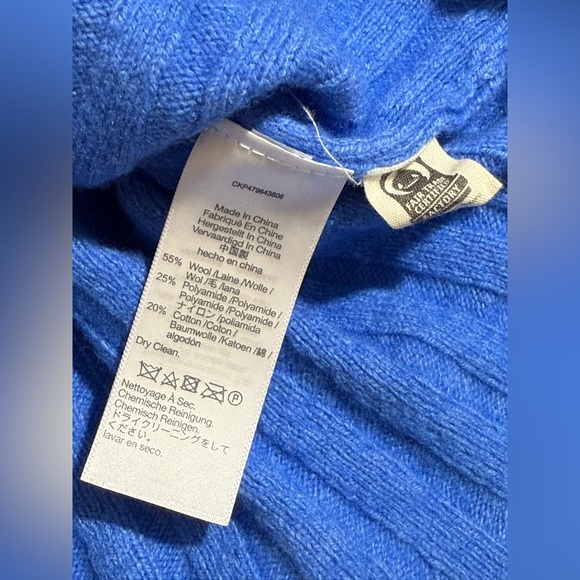 CKP479643806
Made In China
Fabriqué En Chine
Hergestellt In China
Vervaardigd In China
中国製
hecho en china
55% Wool /Laine /Wolle /
Wol /毛 /lana
25% Polyamide /Polyamide /
Polyamide /Polyamide /
ナイロン /poliamida
20% Cotton /Coton /
Baumwolle /Katoen /綿 /
algodón
Dry Clean.
P
Nettoyage À Sec.
Chemische Reinigung.
Chemisch Reinigen.
ドライクリーニングをして
ください。
lavar en seco.
FAIR TRADE
CERTIFIED
FACTORY